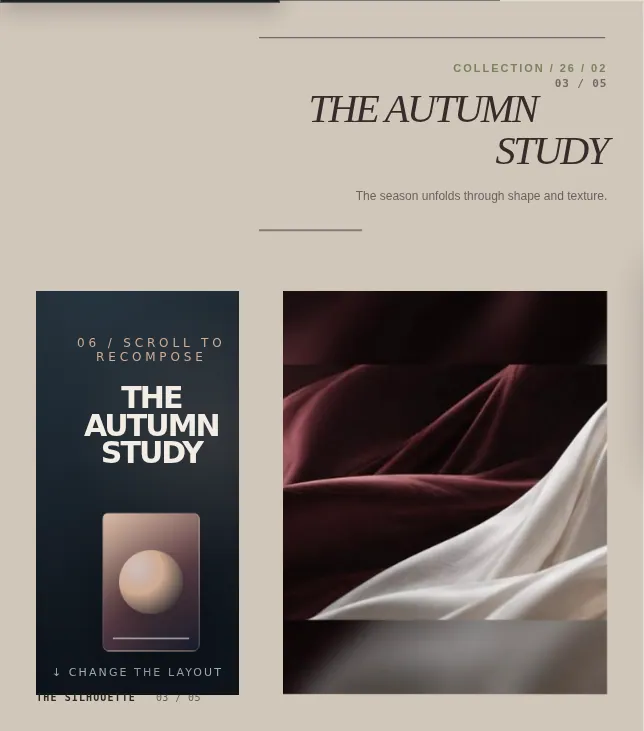 COLLECTION / 26 / 02
03 / 05
THE AUTUMN
STUDY
The season unfolds through shape and texture.
06 / SCROLL TO
RECOMPOSE
THE
AUTUMN
STUDY
↓ CHANGE THE LAYOUT
THE SILHOUETTE 03 / 05